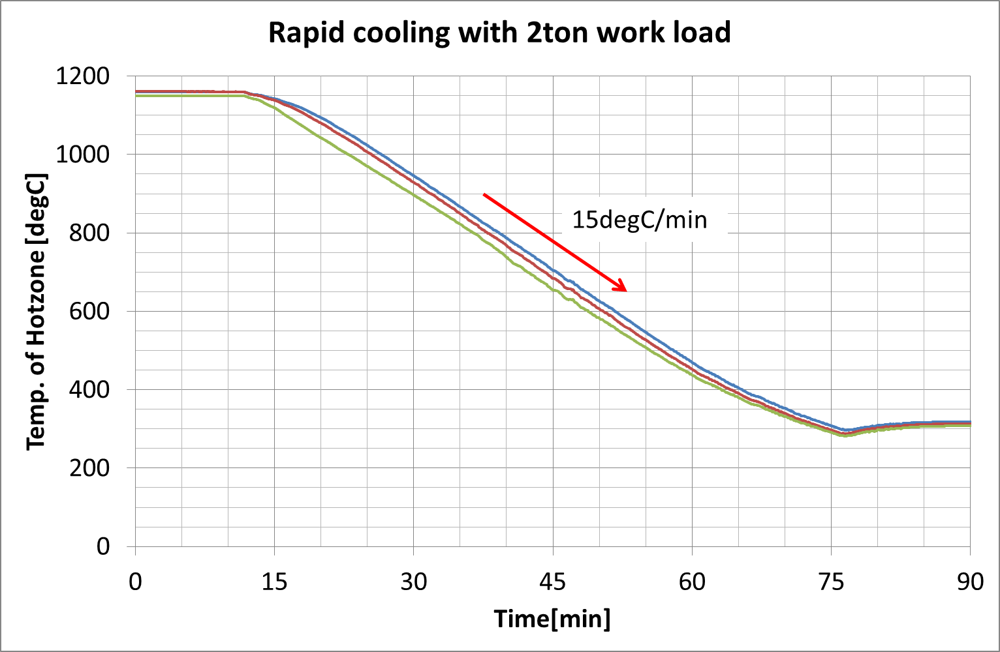 Rapid cooling with 2ton work load
Temp. of Hotzone [degC]
1200
1000
800
600
400
200
0
15degC/min
0 15 30 45 60 75 90
Time[min]